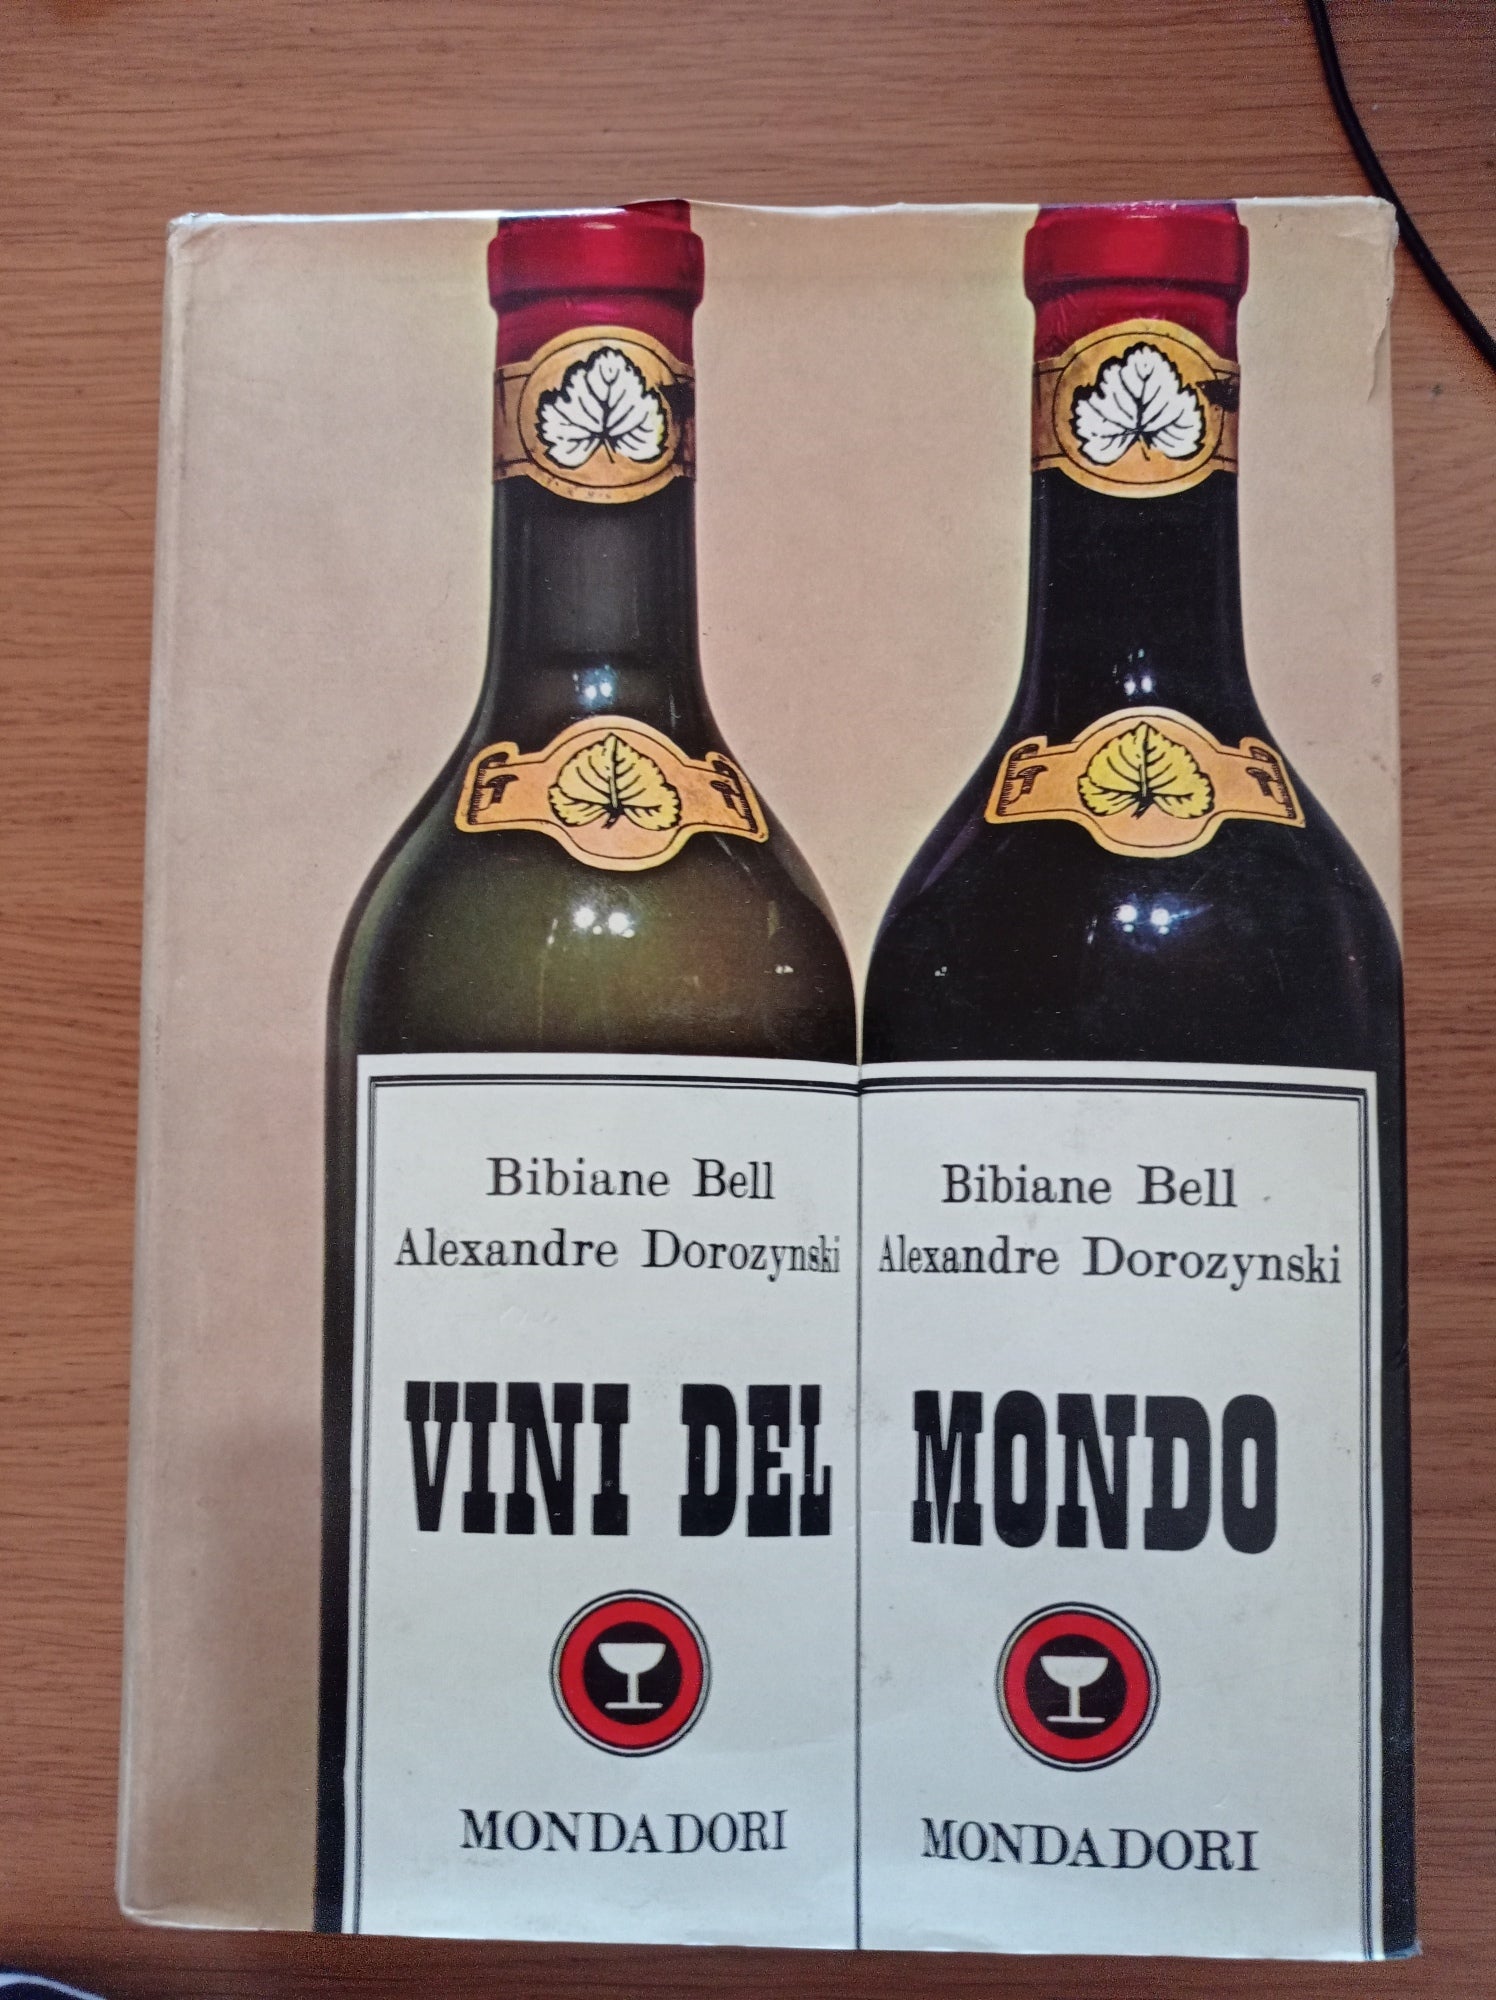 Bibiane Bell
Alexandre Dorozynski
VINI DEL
MONDADORI
Bibiane Bell
Alexandre Dorozynski
MONDO
MONDADORI